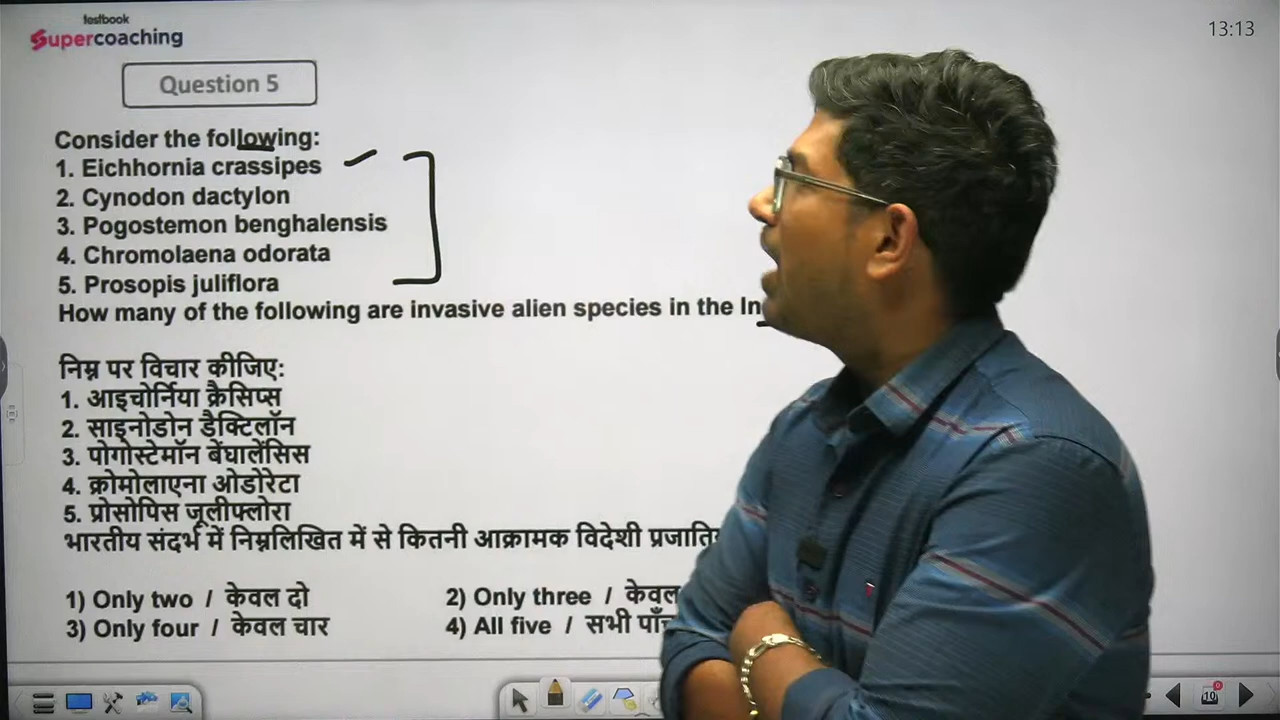 testbook
Supercoaching
13:13
Question 5
Consider the following:
1. Eichhornia crassipes
2. Cynodon dactylon
3. Pogostemon benghalensis
4. Chromolaena odorata
5. Prosopis juliflora
How many of the following are invasive alien species in the In
निम्न पर विचार कीजिए:
1. आइचोर्निया क्रैसिप्स
2. साइनोडोन डैक्टिलॉन
3. पोगोस्टेमॉन बेंघालेंसिस
4. क्रोमोलाएना ओडोरेटा
5. प्रोसोपिस जूलीफ्लोरा
भारतीय संदर्भ में निम्नलिखित में से कितनी आक्रामक विदेशी
1) Only two / केवल दो 2) Only three / केवल
3) Only four / केवल चार 4) All five / सभी
10